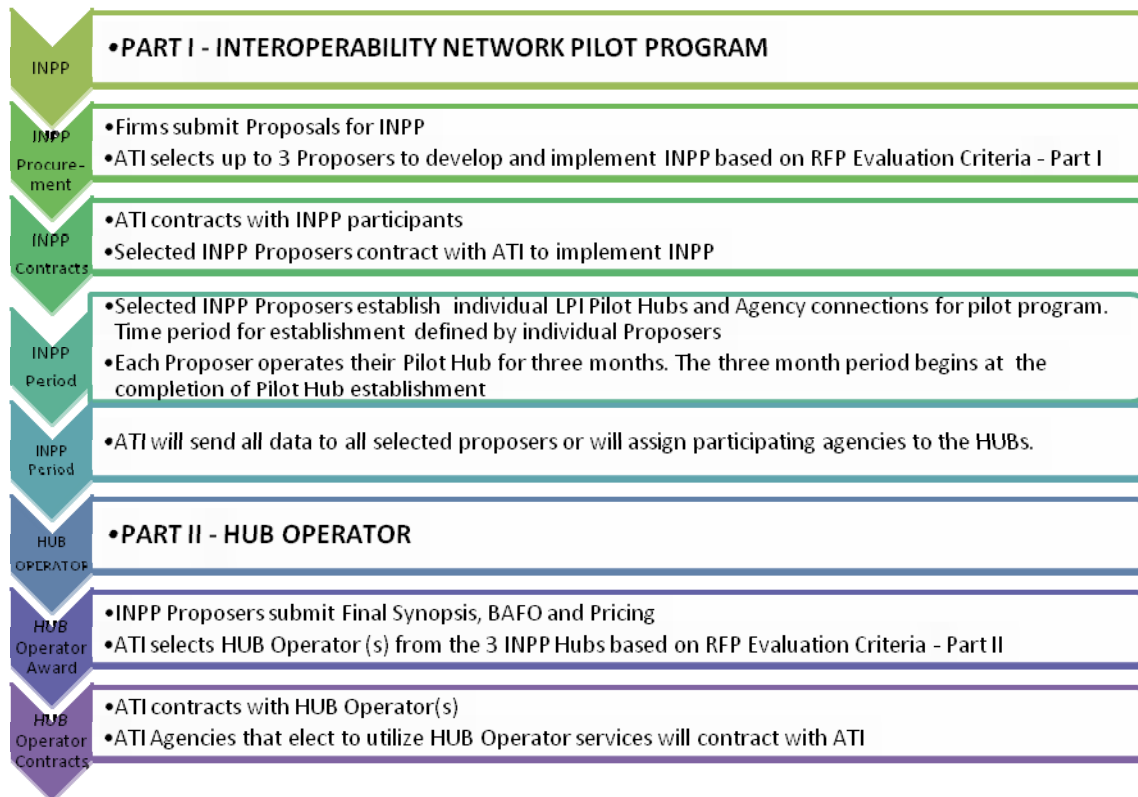 INPP
•PART I - INTEROPERABILITY NETWORK PILOT PROGRAM
INPP
Procure-
ment
•Firms submit Proposals for INPP
•ATI selects up to 3 Proposers to develop and implement INPP based on RFP Evaluation Criteria - Part I
INPP
Contracts
•ATI contracts with INPP participants
•Selected INPP Proposers contract with ATI to implement INPP
INPP
Period
•Selected INPP Proposers establish individual LPI Pilot Hubs and Agency connections for pilot program.
Time period for establishment defined by individual Proposers
•Each Proposer operates their Pilot Hub for three months. The three month period begins at the
completion of Pilot Hub establishment
INPP
Period
•ATI will send all data to all selected proposers or will assign participating agencies to the HUBs.
HUB
OPERATOR
•PART II - HUB OPERATOR
HUB
Operator
Award
•INPP Proposers submit Final Synopsis, BAFO and Pricing
•ATI selects HUB Operator (s) from the 3 INPP Hubs based on RFP Evaluation Criteria - Part II
HUB
Operator
Contracts
•ATI contracts with HUB Operator(s)
•ATI Agencies that elect to utilize HUB Operator services will contract with ATI